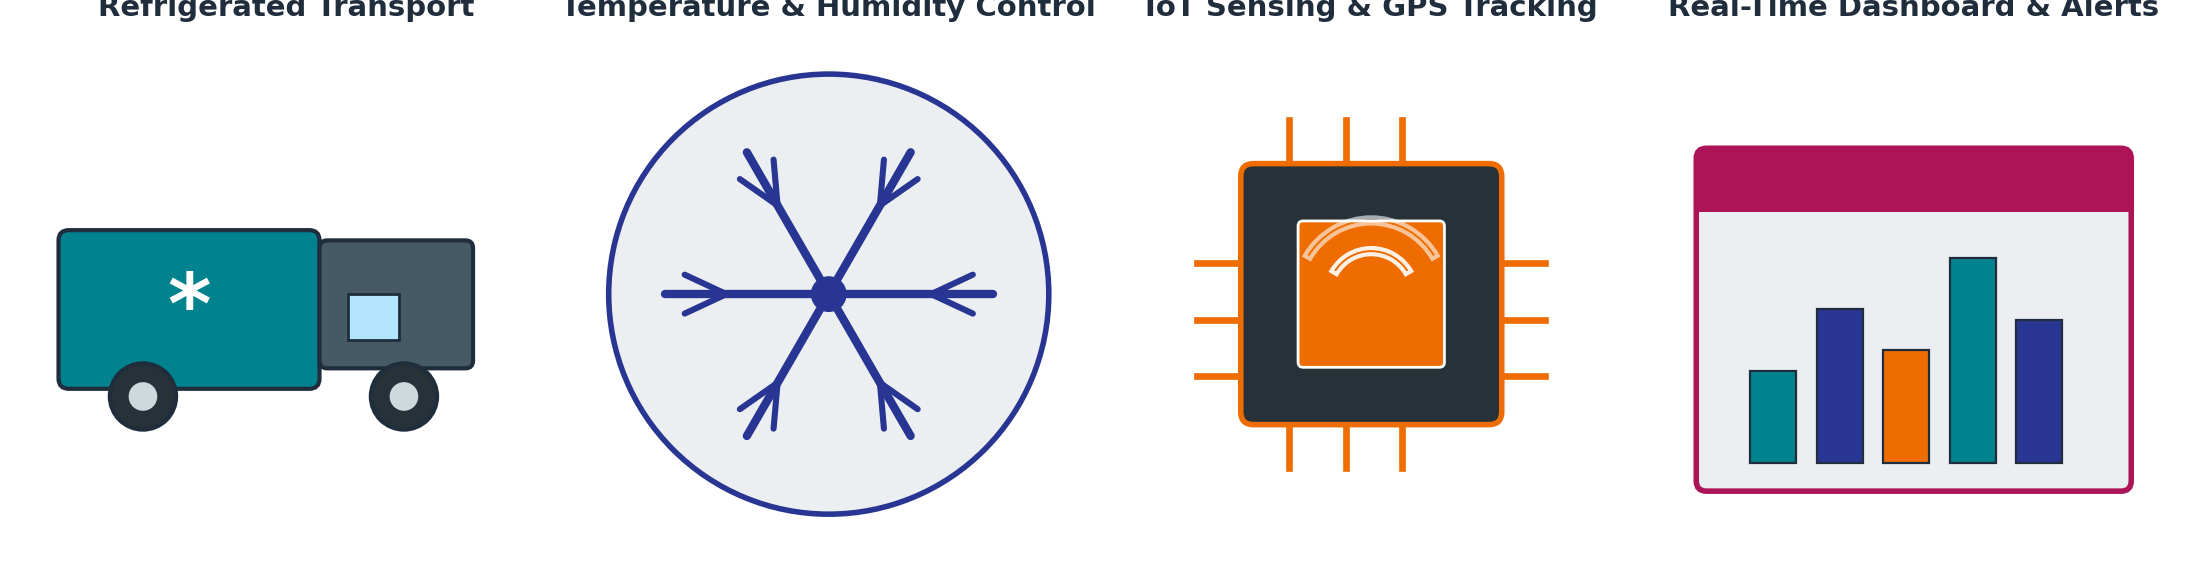 Refrigerated Transport
Temperature & Humidity Control
IoT Sensing & GPS Tracking
Real-Time Dashboard & Alerts
*